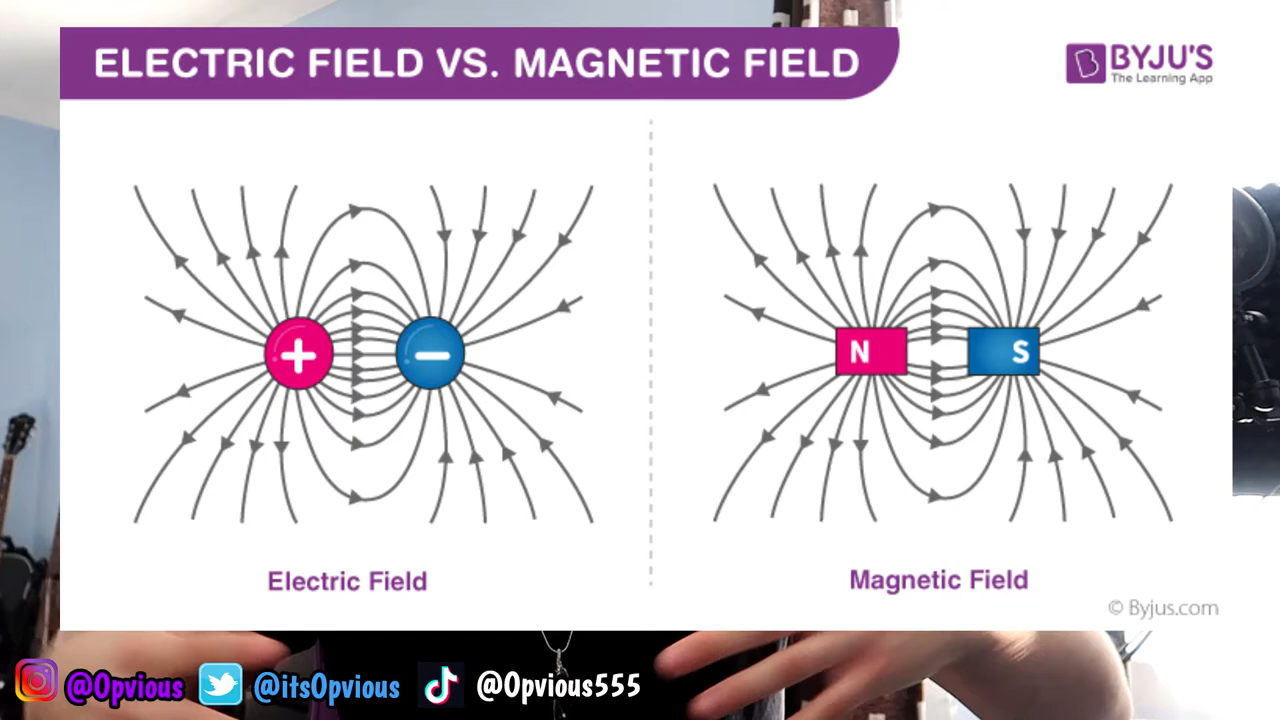 ELECTRIC FIELD VS. MAGNETIC FIELD
BYJU'S
The Learning App
+
−
N
S
Electric Field
Magnetic Field
© Byjus.com
@Opvious
@itsOpvious
@Opvious555